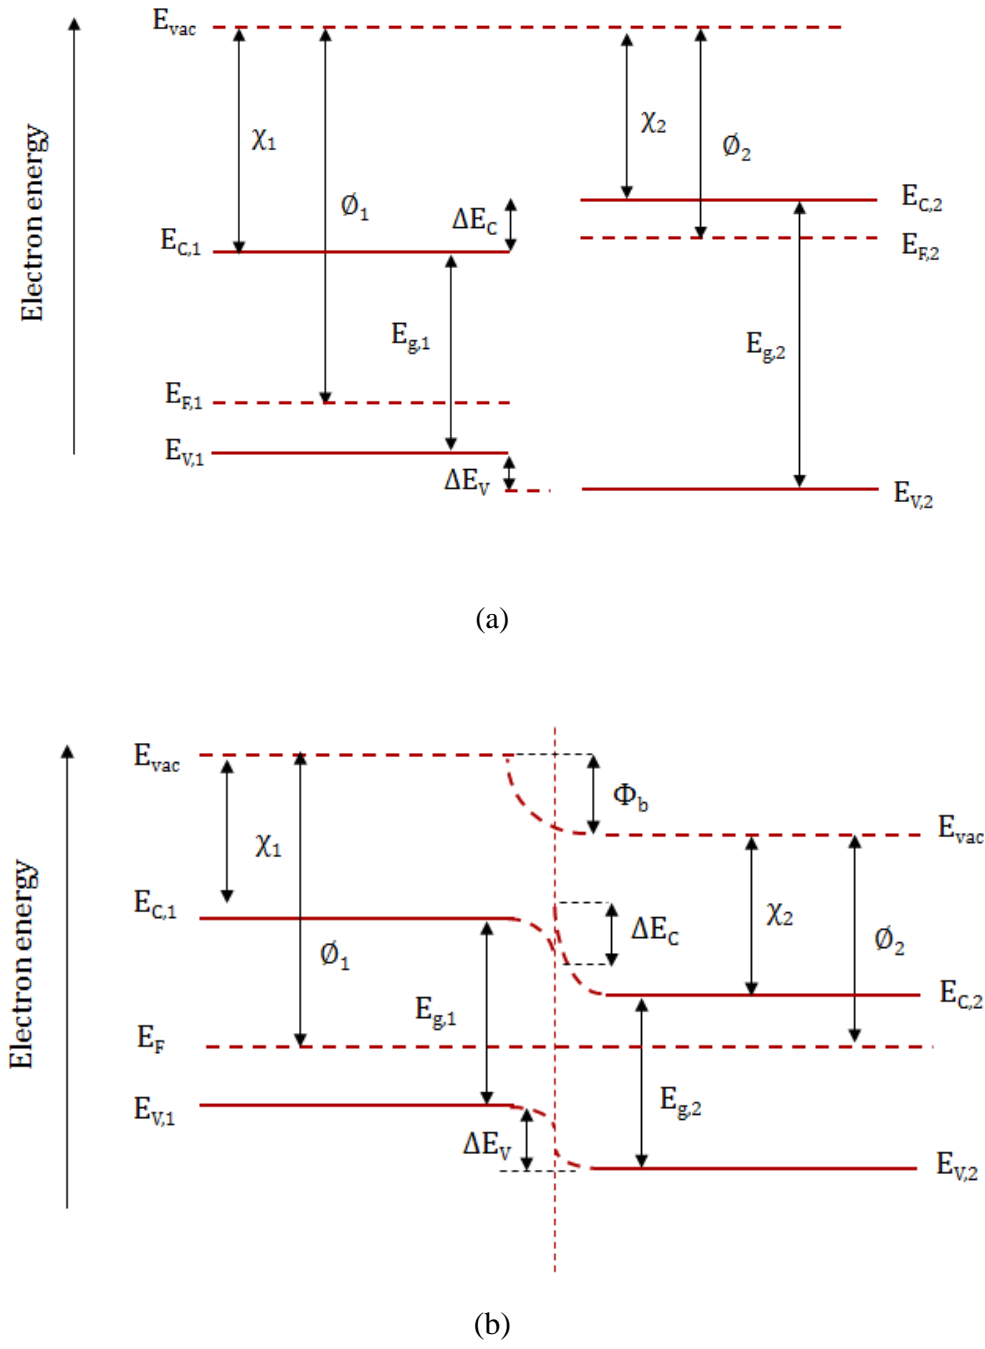 E_vac
χ₁
χ₂
Ø₂
Ø₁
E_C,2
ΔE_C
E_C,1
E_F,2
Electron energy
E_g,1
E_g,2
E_F,1
E_V,1
ΔE_V
E_V,2
(a)
E_vac
Φ_b
E_vac
χ₁
E_C,1
χ₂
ΔE_C
Ø₂
Ø₁
E_C,2
Electron energy
E_g,1
E_F
E_g,2
E_V,1
ΔE_V
E_V,2
(b)